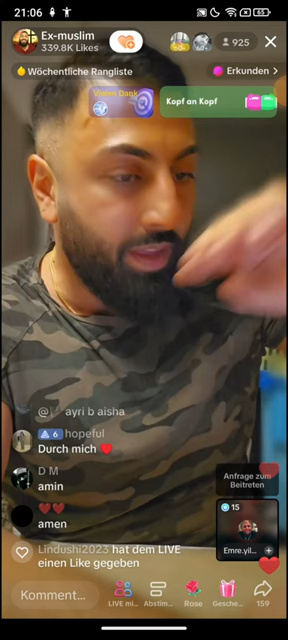 21:06
65
Ex-muslim
339.8K Likes
925
Wöchentliche Rangliste
Erkunden >
Vielen Dank
Kopf an Kopf
@ ayri b aisha
6 hopeful
Durch mich ❤️
D M
amin
❤️❤️
amen
Lindushi2023 hat dem LIVE
einen Like gegeben
Anfrage zum
Beitreten
15
Emre.yil...
Komment...
LIVE mi...
Abstim...
Rose
Gesche...
159